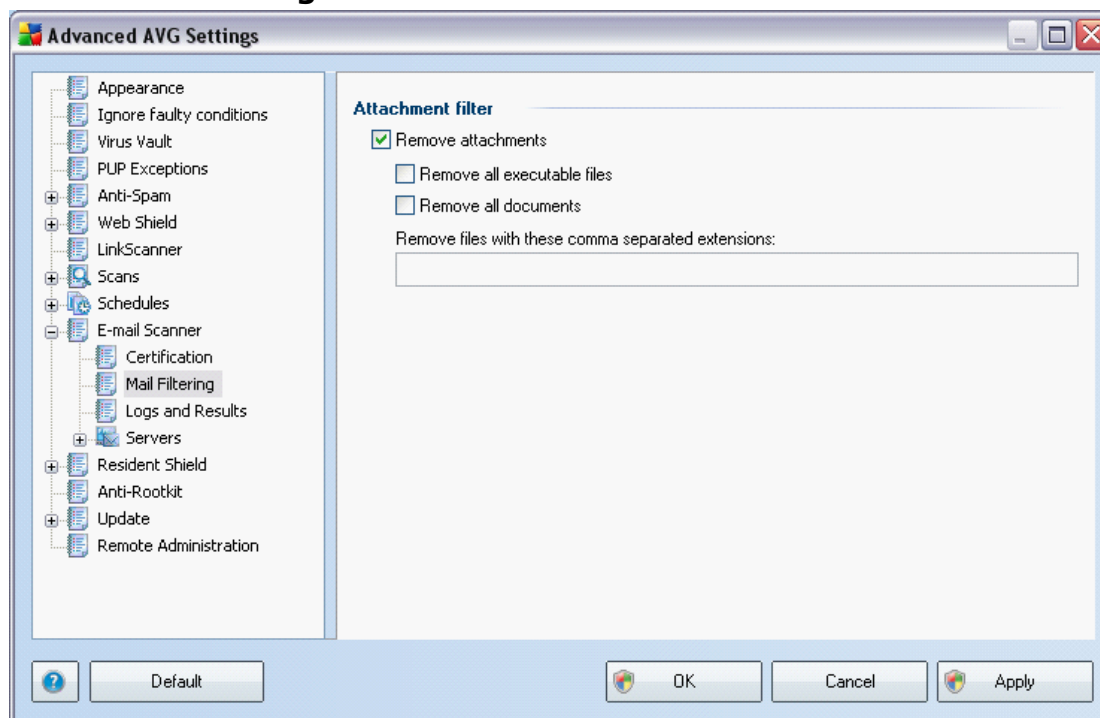 Advanced AVG Settings
Appearance
Ignore faulty conditions
Virus Vault
PUP Exceptions
Anti-Spam
Web Shield
LinkScanner
Scans
Schedules
E-mail Scanner
Certification
Mail Filtering
Logs and Results
Servers
Resident Shield
Anti-Rootkit
Update
Remote Administration
Attachment filter
Remove attachments
Remove all executable files
Remove all documents
Remove files with these comma separated extensions:
? Default OK Cancel Apply